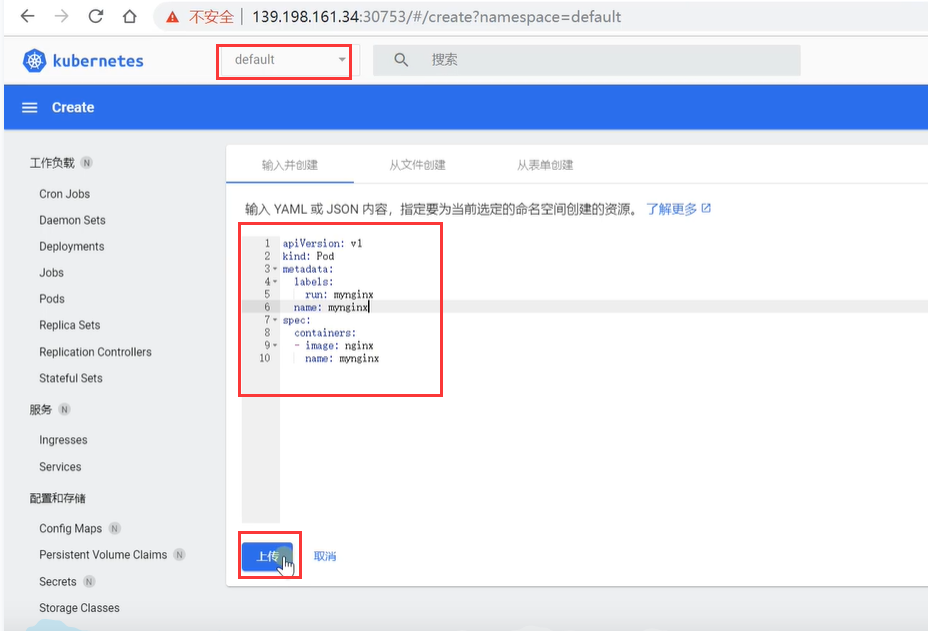 不安全 139.198.161.34:30753/#/create?namespace=default
kubernetes default 搜索
Create
工作负载 N
Cron Jobs
Daemon Sets
Deployments
Jobs
Pods
Replica Sets
Replication Controllers
Stateful Sets
服务 N
Ingresses
Services
配置和存储
Config Maps N
Persistent Volume Claims N
Secrets N
Storage Classes
输入并创建 从文件创建 从表单创建
输入 YAML 或 JSON 内容，指定要为当前选定的命名空间创建的资源。 了解更多
1 apiVersion: v1
2 kind: Pod
3 metadata:
4 labels:
5 run: mynginx
6 name: mynginx
7 spec:
8 containers:
9 - image: nginx
10 name: mynginx
上传 取消